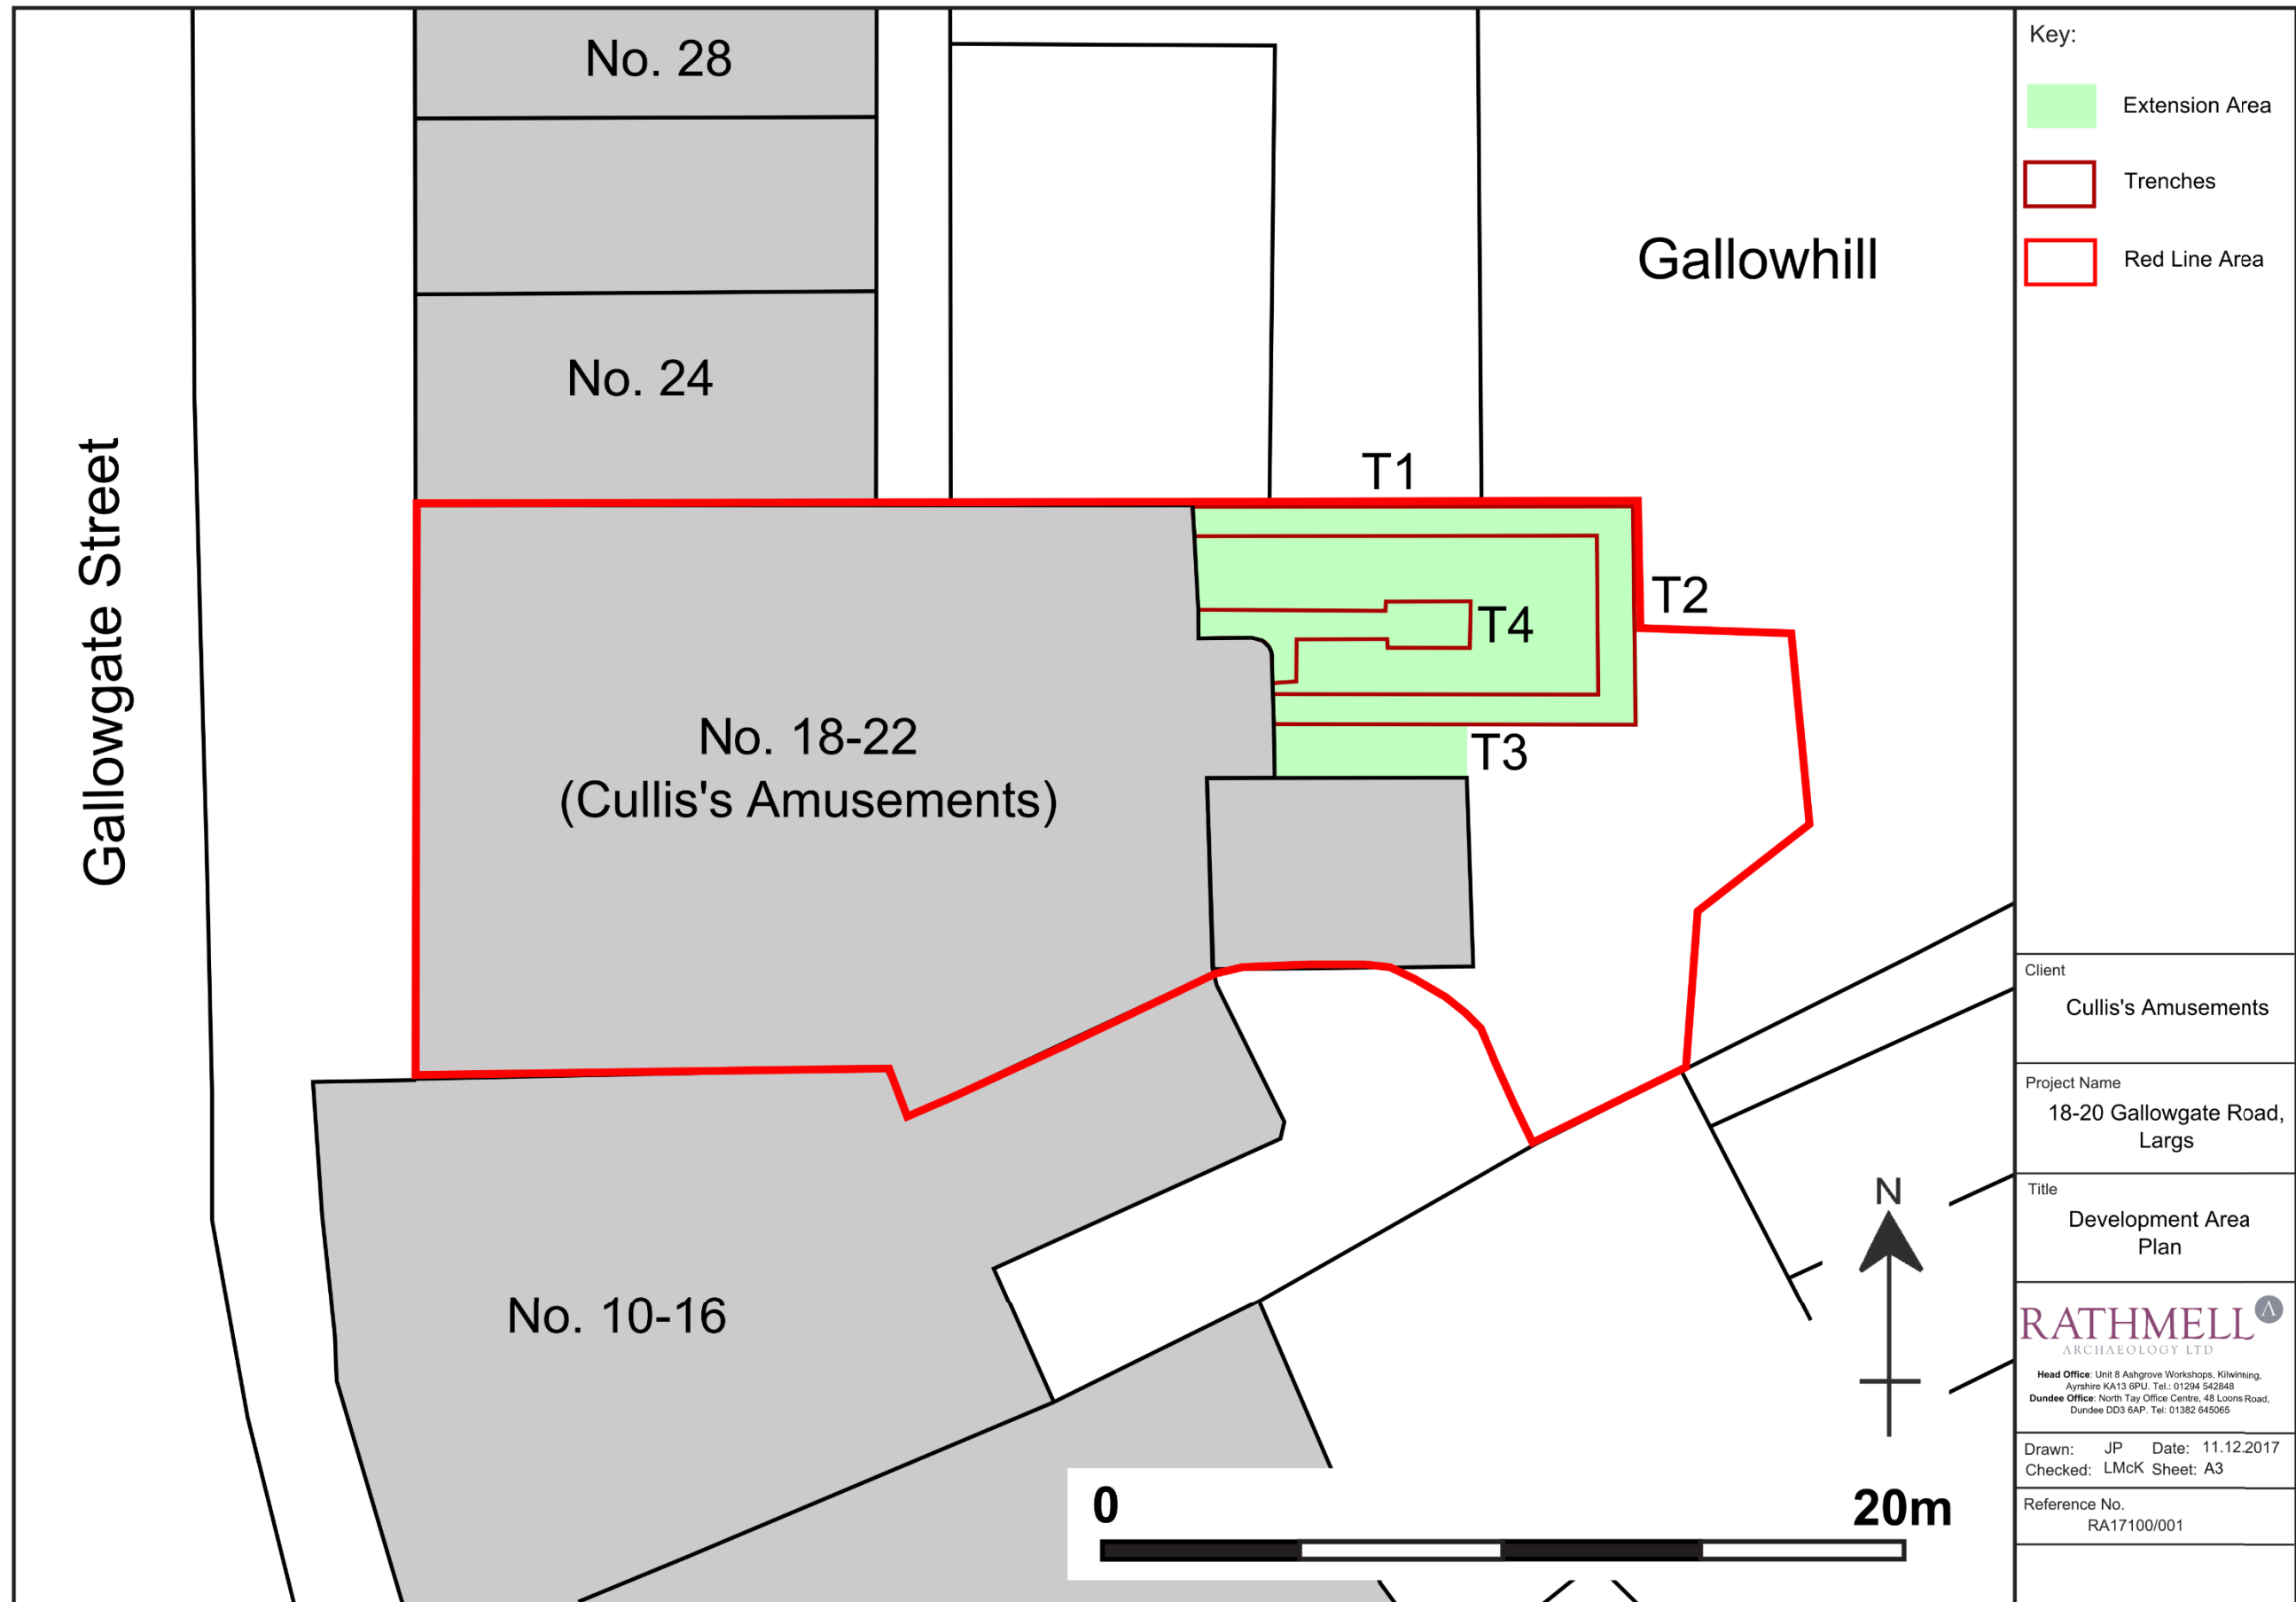 No. 28
No. 24
Gallowgate Street
Gallowhill
T1
T2
T4
T3
No. 18-22
(Cullis's Amusements)
No. 10-16
N
0 20m
Key:
Extension Area
Trenches
Red Line Area
Client
Cullis's Amusements
Project Name
18-20 Gallowgate Road,
Largs
Title
Development Area
Plan
RATHMELL
ARCHAEOLOGY LTD
Head Office: Unit 8 Ashgrove Workshops, Kilwinning,
Ayrshire KA13 6PU. Tel.: 01294 542848
Dundee Office: North Tay Office Centre, 48 Loons Road,
Dundee DD3 6AP. Tel: 01382 645065
Drawn: JP Date: 11.12.2017
Checked: LMcK Sheet: A3
Reference No.
RA17100/001